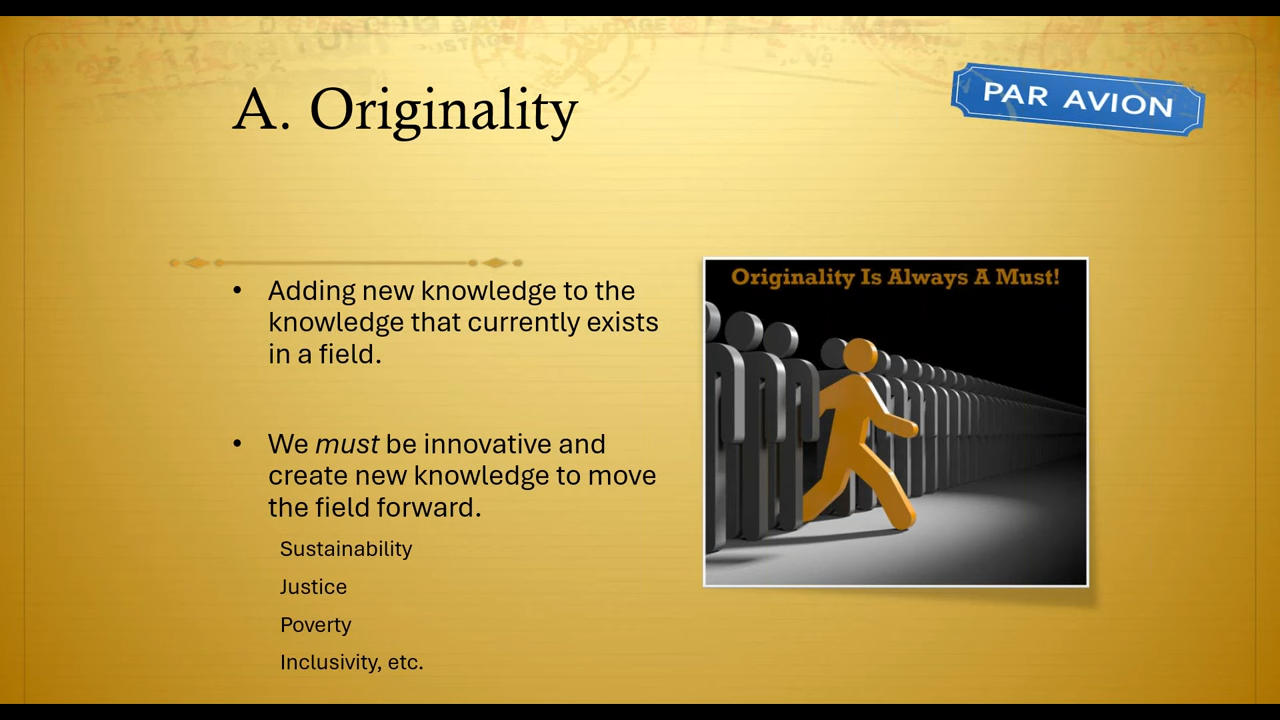 A. Originality
PAR AVION
• Adding new knowledge to the
knowledge that currently exists
in a field.
• We must be innovative and
create new knowledge to move
the field forward.
Sustainability
Justice
Poverty
Inclusivity, etc.
Originality Is Always A Must!